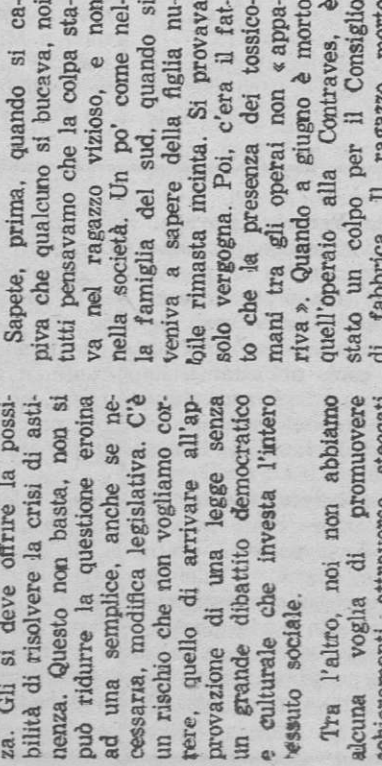 za. Gli si deve offrire la possi-
bilità di risolvere la crisi di asti-
nenza. Questo non basta, non si
può ridurre la questione eroina
ad una semplice, anche se ne-
cessaria, modifica legislativa. C'è
un rischio che non vogliamo cor-
rere, quello di arrivare all'ap-
provazione di una legge senza
un grande dibattito democratico
e culturale che investa l'intero
tessuto sociale.
Tra l'altro, noi non abbiamo
alcuna voglia di promuovere
steccati
Sapete, prima, quando si ca-
piva che qualcuno si bucava, noi
tutti pensavamo che la colpa sta-
va nel ragazzo vizioso, e non
nella società. Un po' come nel-
la famiglia del sud, quando si
veniva a sapere della figlia nu-
bile rimasta incinta. Si provava
solo vergogna. Poi, c'era il fat-
to che la presenza dei tossico-
mani tra gli operai non « appa-
riva ». Quando a giugno è morto
quell'operaio alla Contraves, è
stato un colpo per il Consiglio
di fabbrica. Il ragazzo morto